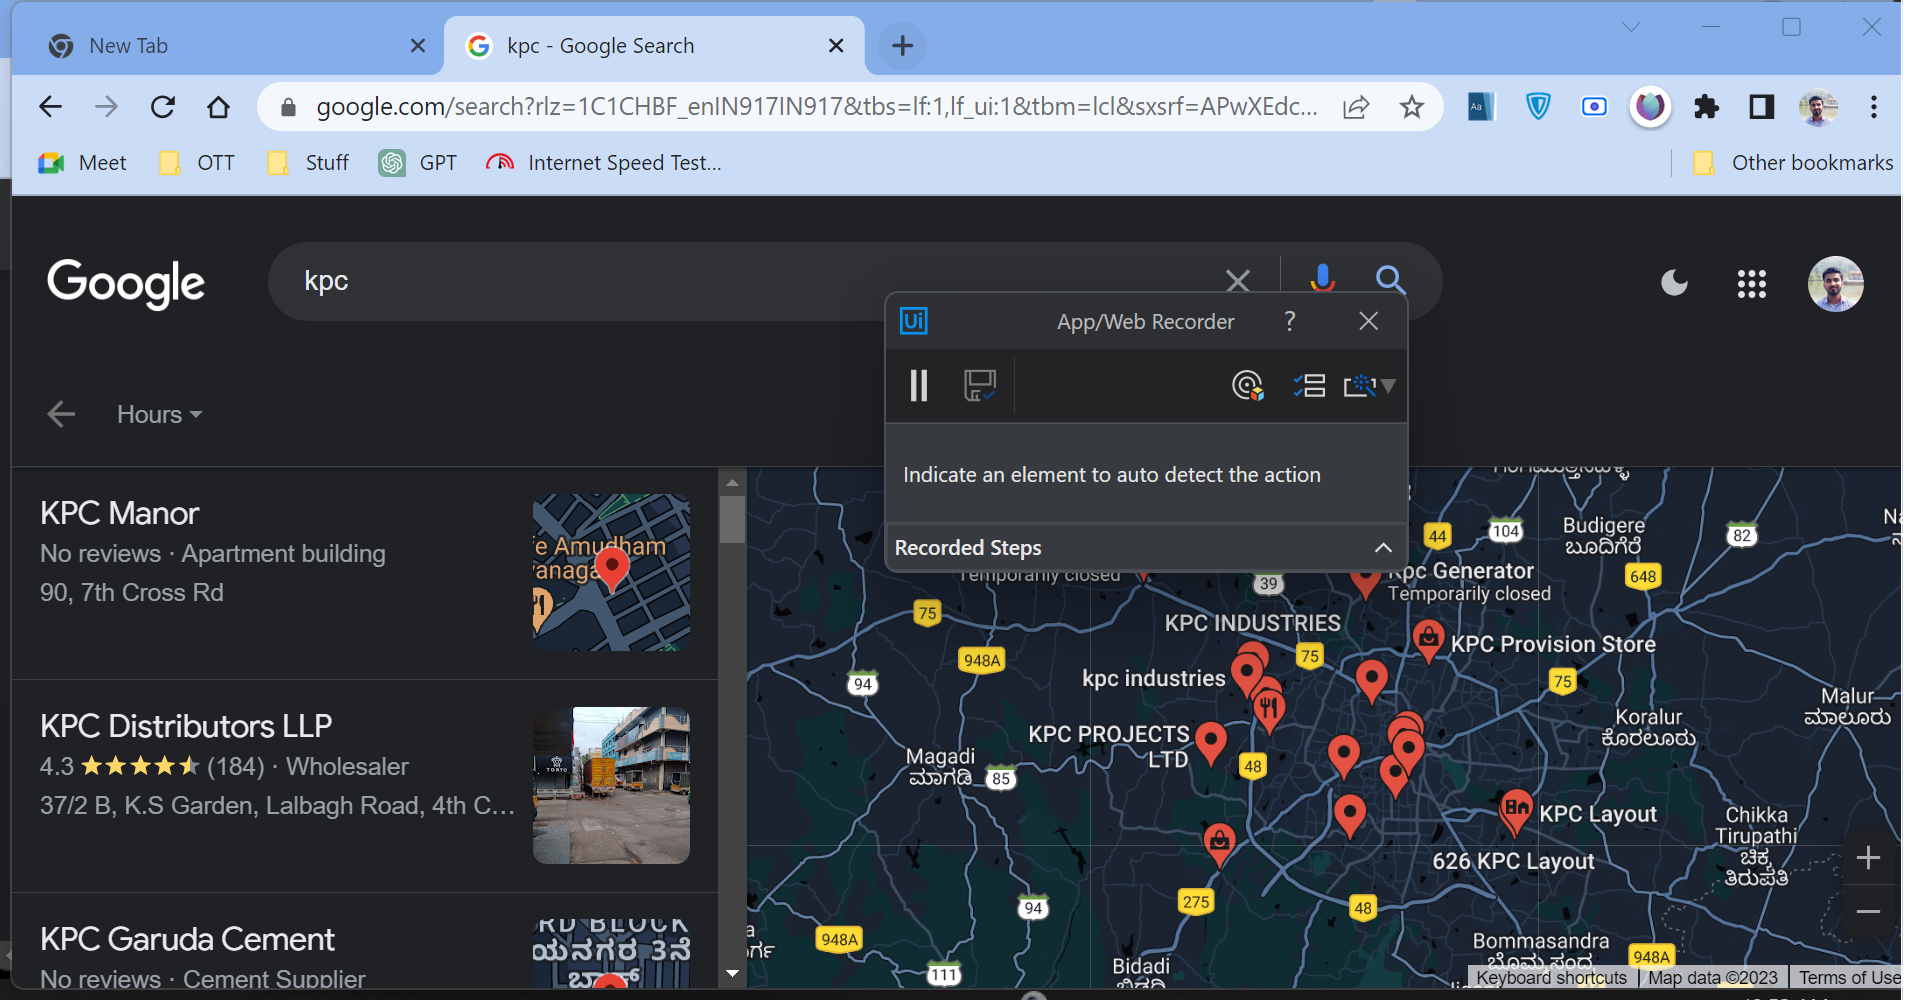 New Tab
kpc - Google Search
google.com/search?rlz=1C1CHBF_enIN917IN917&tbs=lf:1,lf_ui:1&tbm=lcl&sxsrf=APwXEdc...
Meet
OTT
Stuff
GPT
Internet Speed Test...
Other bookmarks
Google
kpc
Ui
App/Web Recorder
?
Hours
Indicate an element to auto detect the action
Recorded Steps
KPC Manor
No reviews · Apartment building
90, 7th Cross Rd
e Amudham
anaga
KPC Distributors LLP
4.3 (184) · Wholesaler
37/2 B, K.S Garden, Lalbagh Road, 4th C...
KPC Garuda Cement
No reviews · Cement Supplier
RD BLOCK
ಯನಗರ 3ನೆ
ಬ್ಲಾಕ್
44
104
Budigere
ಬೂದಿಗೆರೆ
82
648
Temporarily closed
39
Kpc Generator
Temporarily closed
75
KPC INDUSTRIES
KPC Provision Store
948A
75
94
kpc industries
75
Malur
ಮಾಲೂರು
Koralur
ಕೊರಲೂರು
KPC PROJECTS
LTD
Magadi
ಮಾಗಡಿ
85
48
KPC Layout
Chikka
Tirupathi
ಚಿಕ್ಕ
ತಿರುಪತಿ
626 KPC Layout
94
275
48
948A
Bommasandra
ಬೊಮ್ಮಸಂದ್ರ
948A
111
Bidadi
ಬಿಡದಿ
Keyboard shortcuts
Map data ©2023
Terms of Use